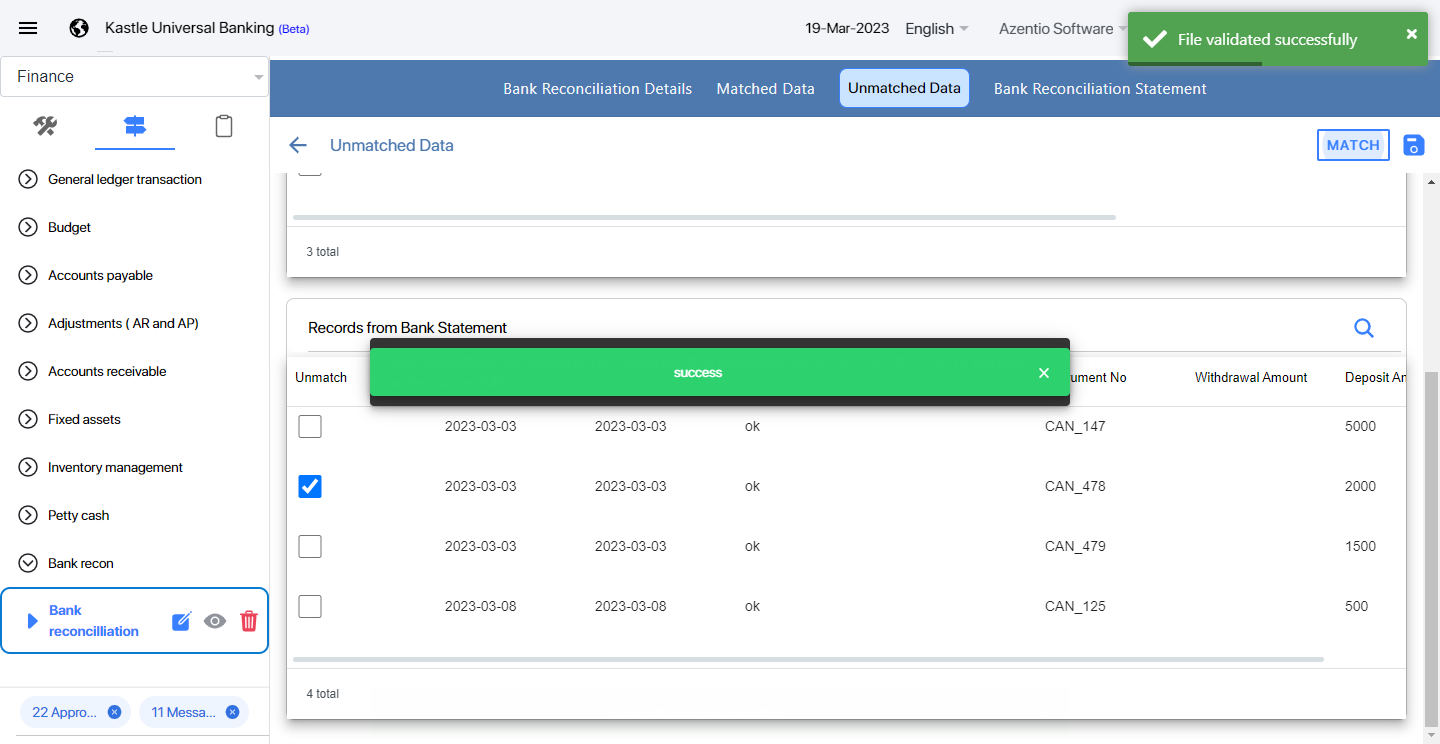 Kastle Universal Banking (Beta)
19-Mar-2023
English
Azentio Software
File validated successfully
Finance
Bank Reconciliation Details
Matched Data
Unmatched Data
Bank Reconciliation Statement
Unmatched Data
MATCH
General ledger transaction
Budget
Accounts payable
Adjustments ( AR and AP)
Accounts receivable
Fixed assets
Inventory management
Petty cash
Bank recon
Bank
reconcilliation
22 Appro...
11 Messa...
3 total
Records from Bank Statement
success
Unmatch
ument No
Withdrawal Amount
Deposit An
2023-03-03 2023-03-03 ok CAN_147 5000
2023-03-03 2023-03-03 ok CAN_478 2000
2023-03-03 2023-03-03 ok CAN_479 1500
2023-03-08 2023-03-08 ok CAN_125 500
4 total